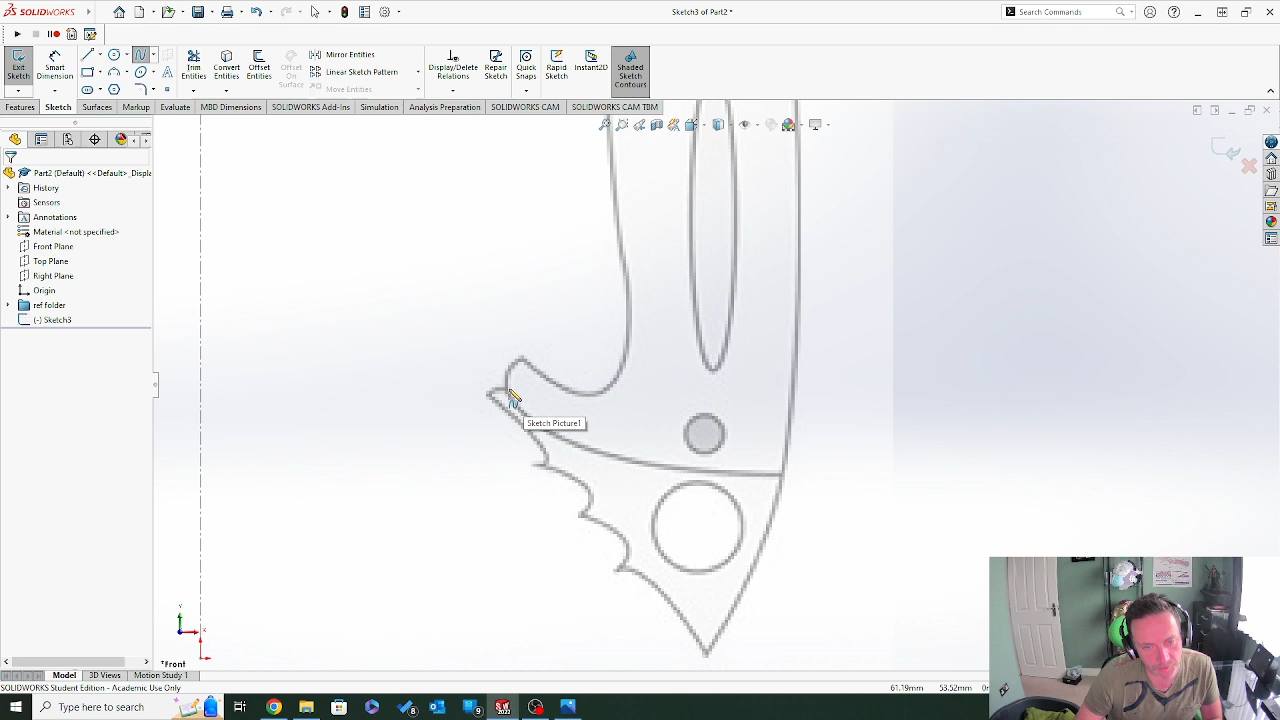 SOLIDWORKS
Sketch3 of Part2 *
Search Commands
Exit Sketch
Smart Dimension
Trim Entities
Convert Entities
Offset Entities
Offset On Surface
Mirror Entities
Linear Sketch Pattern
Move Entities
Display/Delete Relations
Repair Sketch
Quick Snaps
Rapid Sketch
Instant2D
Shaded Sketch Contours
Features
Sketch
Surfaces
Markup
Evaluate
MBD Dimensions
SOLIDWORKS Add-Ins
Simulation
Analysis Preparation
SOLIDWORKS CAM
SOLIDWORKS CAM TBM
Part2 (Default) <<Default>_Displa
History
Sensors
Annotations
Material <not specified>
Front Plane
Top Plane
Right Plane
Origin
ref folder
(-) Sketch3
Sketch Picture1
*Front
Model
3D Views
Motion Study 1
SOLIDWORKS Student Edition - Academic Use Only
61.19mm
53.52mm
Type here to search